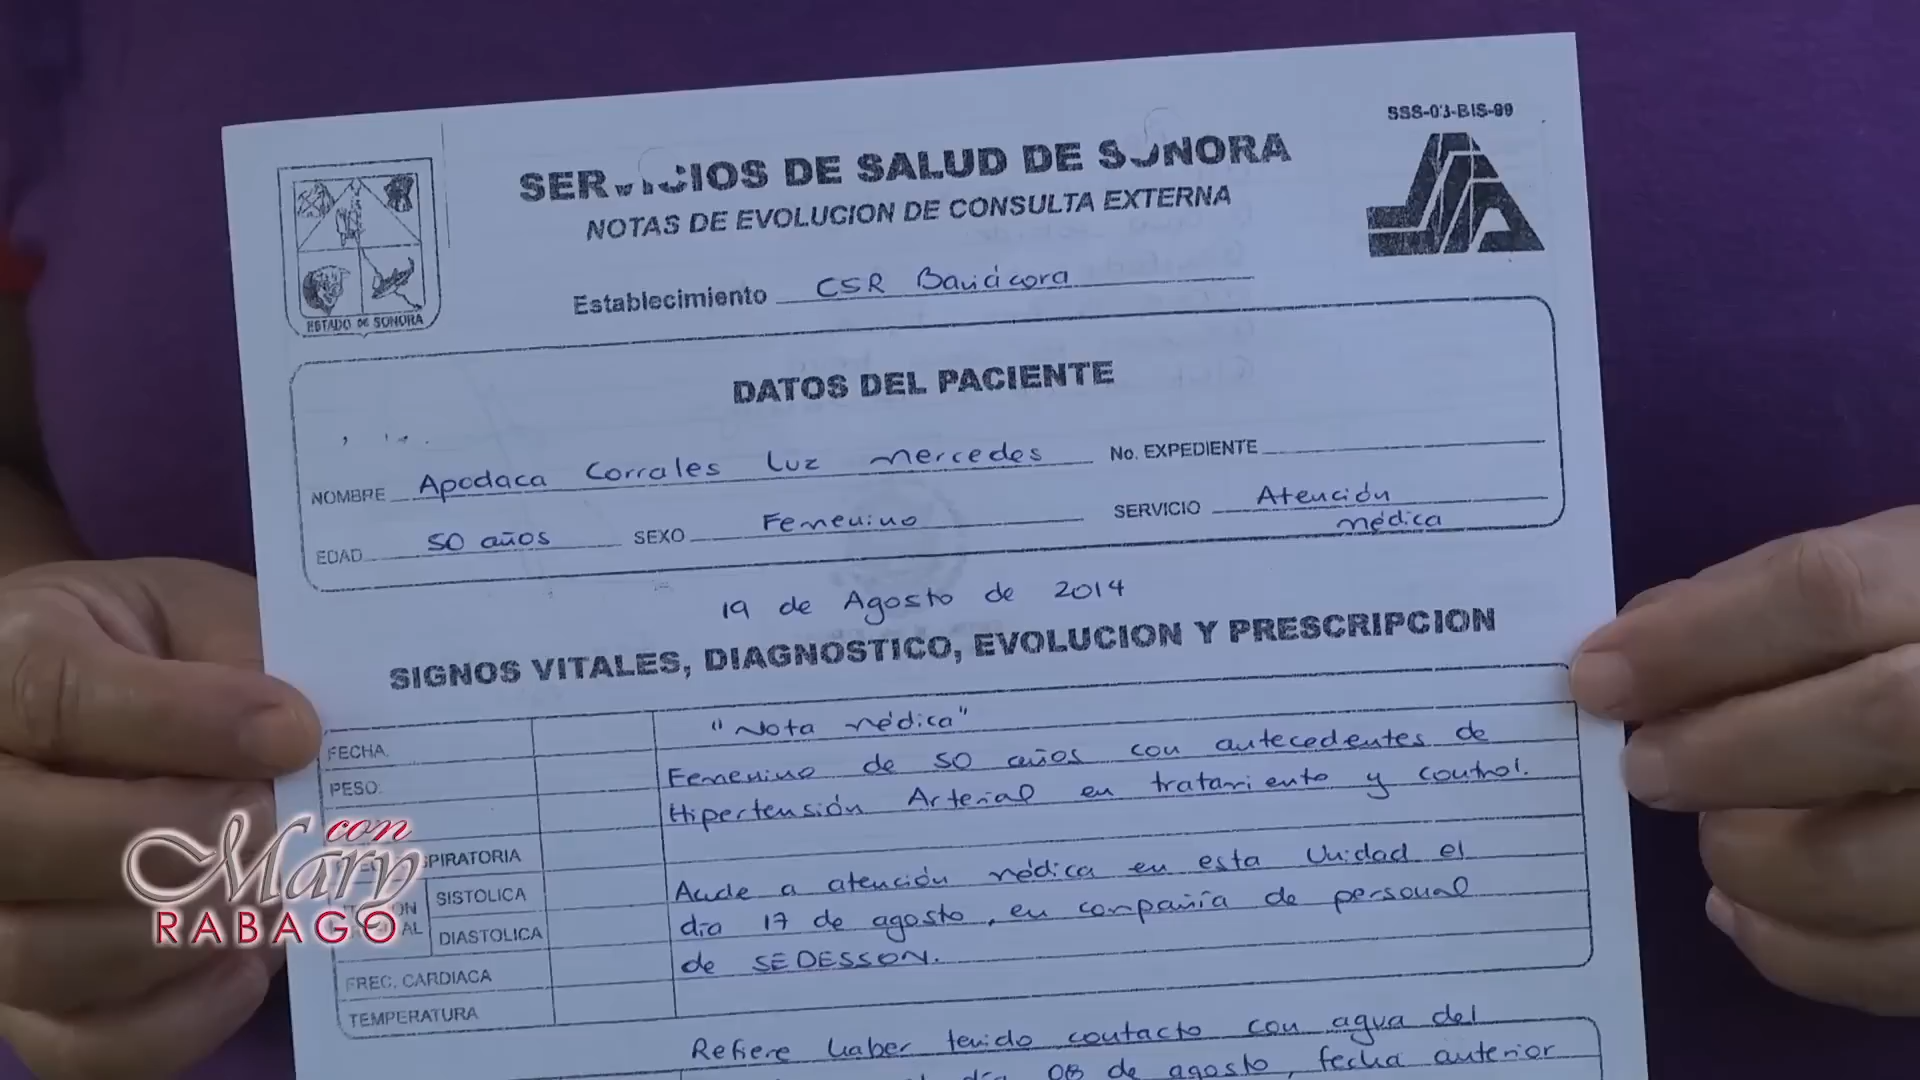 SSS-03-BIS-99
SERVICIOS DE SALUD DE SONORA
NOTAS DE EVOLUCION DE CONSULTA EXTERNA
ESTADO DE SONORA
Establecimiento CSR Baviácora
DATOS DEL PACIENTE
NOMBRE Apodaca Corrales Luz Mercedes No. EXPEDIENTE
EDAD 50 años SEXO Femenino SERVICIO Atención
médica
19 de Agosto de 2014
SIGNOS VITALES, DIAGNOSTICO, EVOLUCION Y PRESCRIPCION
"Nota médica"
FECHA. Femenino de 50 años con antecedentes de
PESO. Hipertensión Arterial en tratamiento y control.
SPIRATORIA
SISTOLICA Acude a atención médica en esta Unidad el
DIASTOLICA día 17 de agosto, en compañía de personal
FREC. CARDIACA de SEDESSON.
TEMPERATURA
Refiere haber tenido contacto con agua del
día 08 de agosto, fecha anterior
con
Mary
RABAGO